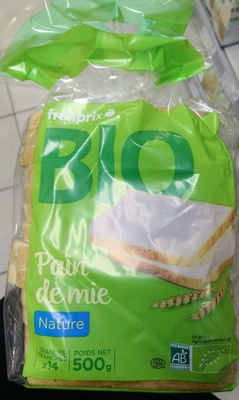 franprix
BIO
Pain
de mie
Nature
GRANDES
TRANCHES
x14
POIDS NET
500g
AB